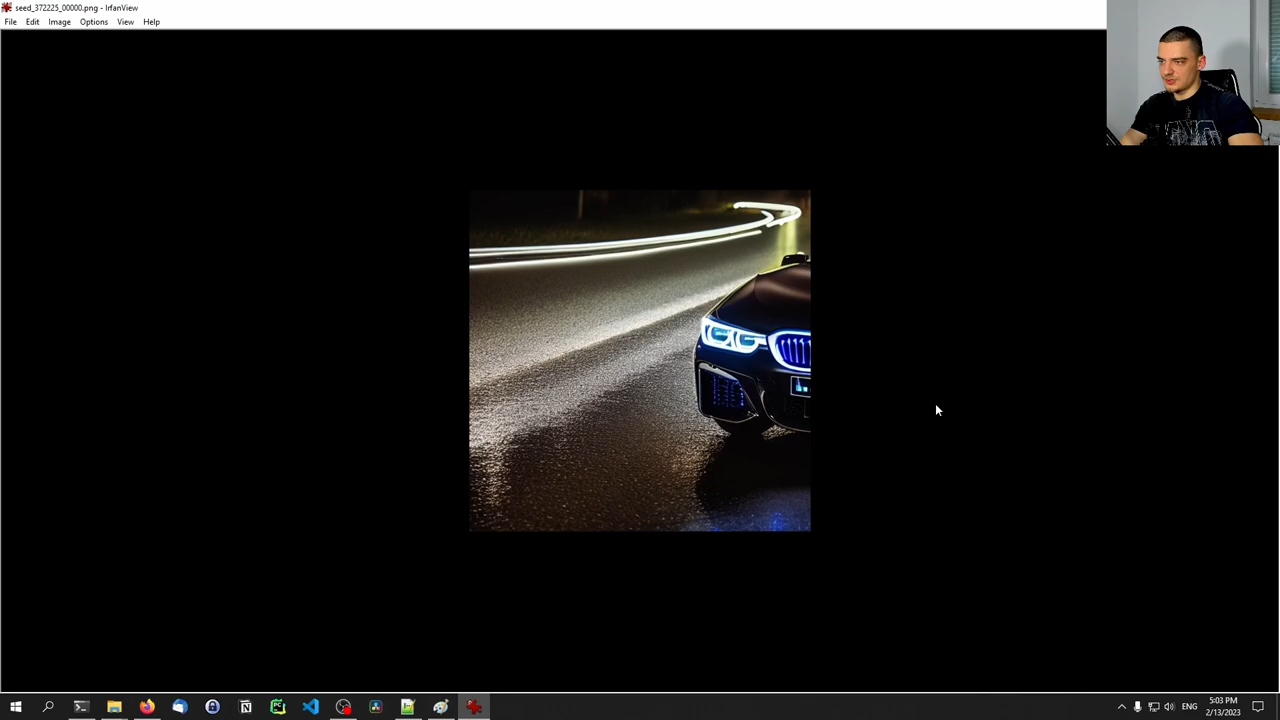 seed_372225_00000.png - IrfanView
File Edit Image Options View Help
ENG
5:03 PM
2/13/2023